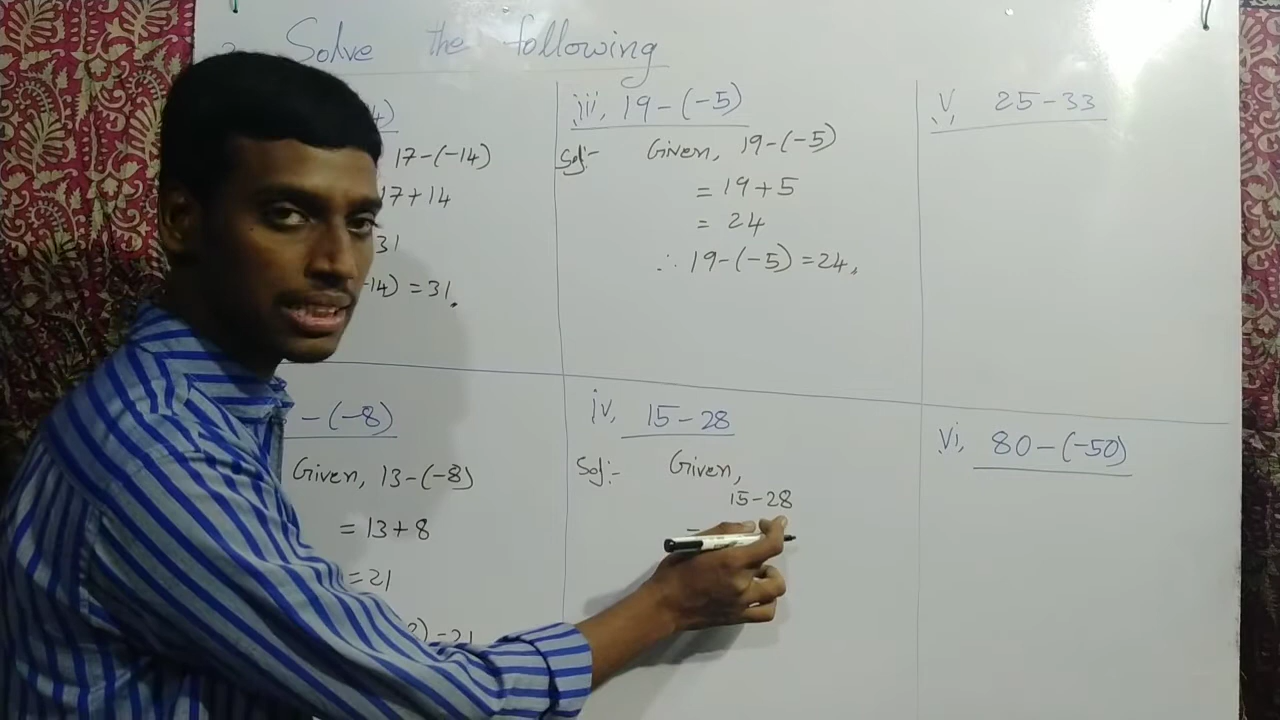 Solve the following
4)
17-(-14)
17+14
31
-14) = 31.
-(-8)
Given, 13-(-8)
= 13+8
= 21
) = 21
iii, 19-(-5)
Sol:- Given, 19-(-5)
= 19+5
= 24
∴ 19-(-5) = 24.
iv, 15-28
Sol:- Given,
15-28
=
v, 25-33
vi, 80-(-50)